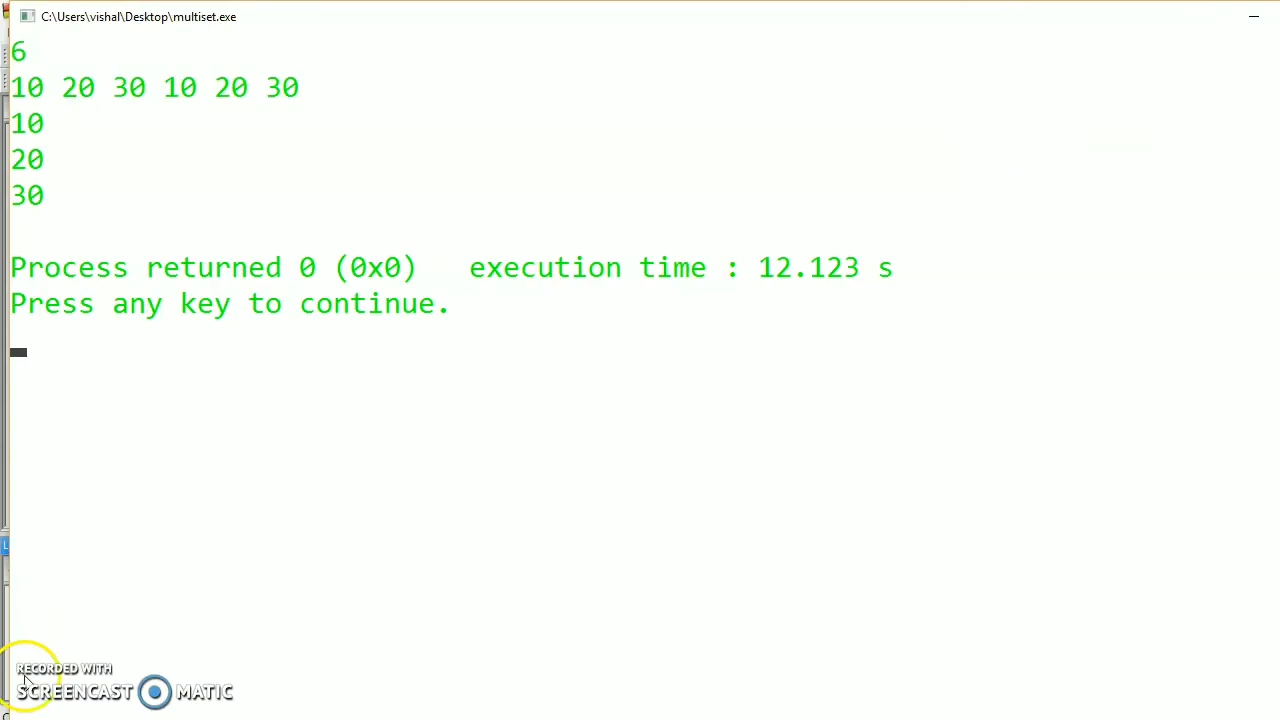 C:\Users\vishal\Desktop\multiset.exe
6
10 20 30 10 20 30
10
20
30
Process returned 0 (0x0)   execution time : 12.123 s
Press any key to continue.
RECORDED WITH
SCREENCAST MATIC